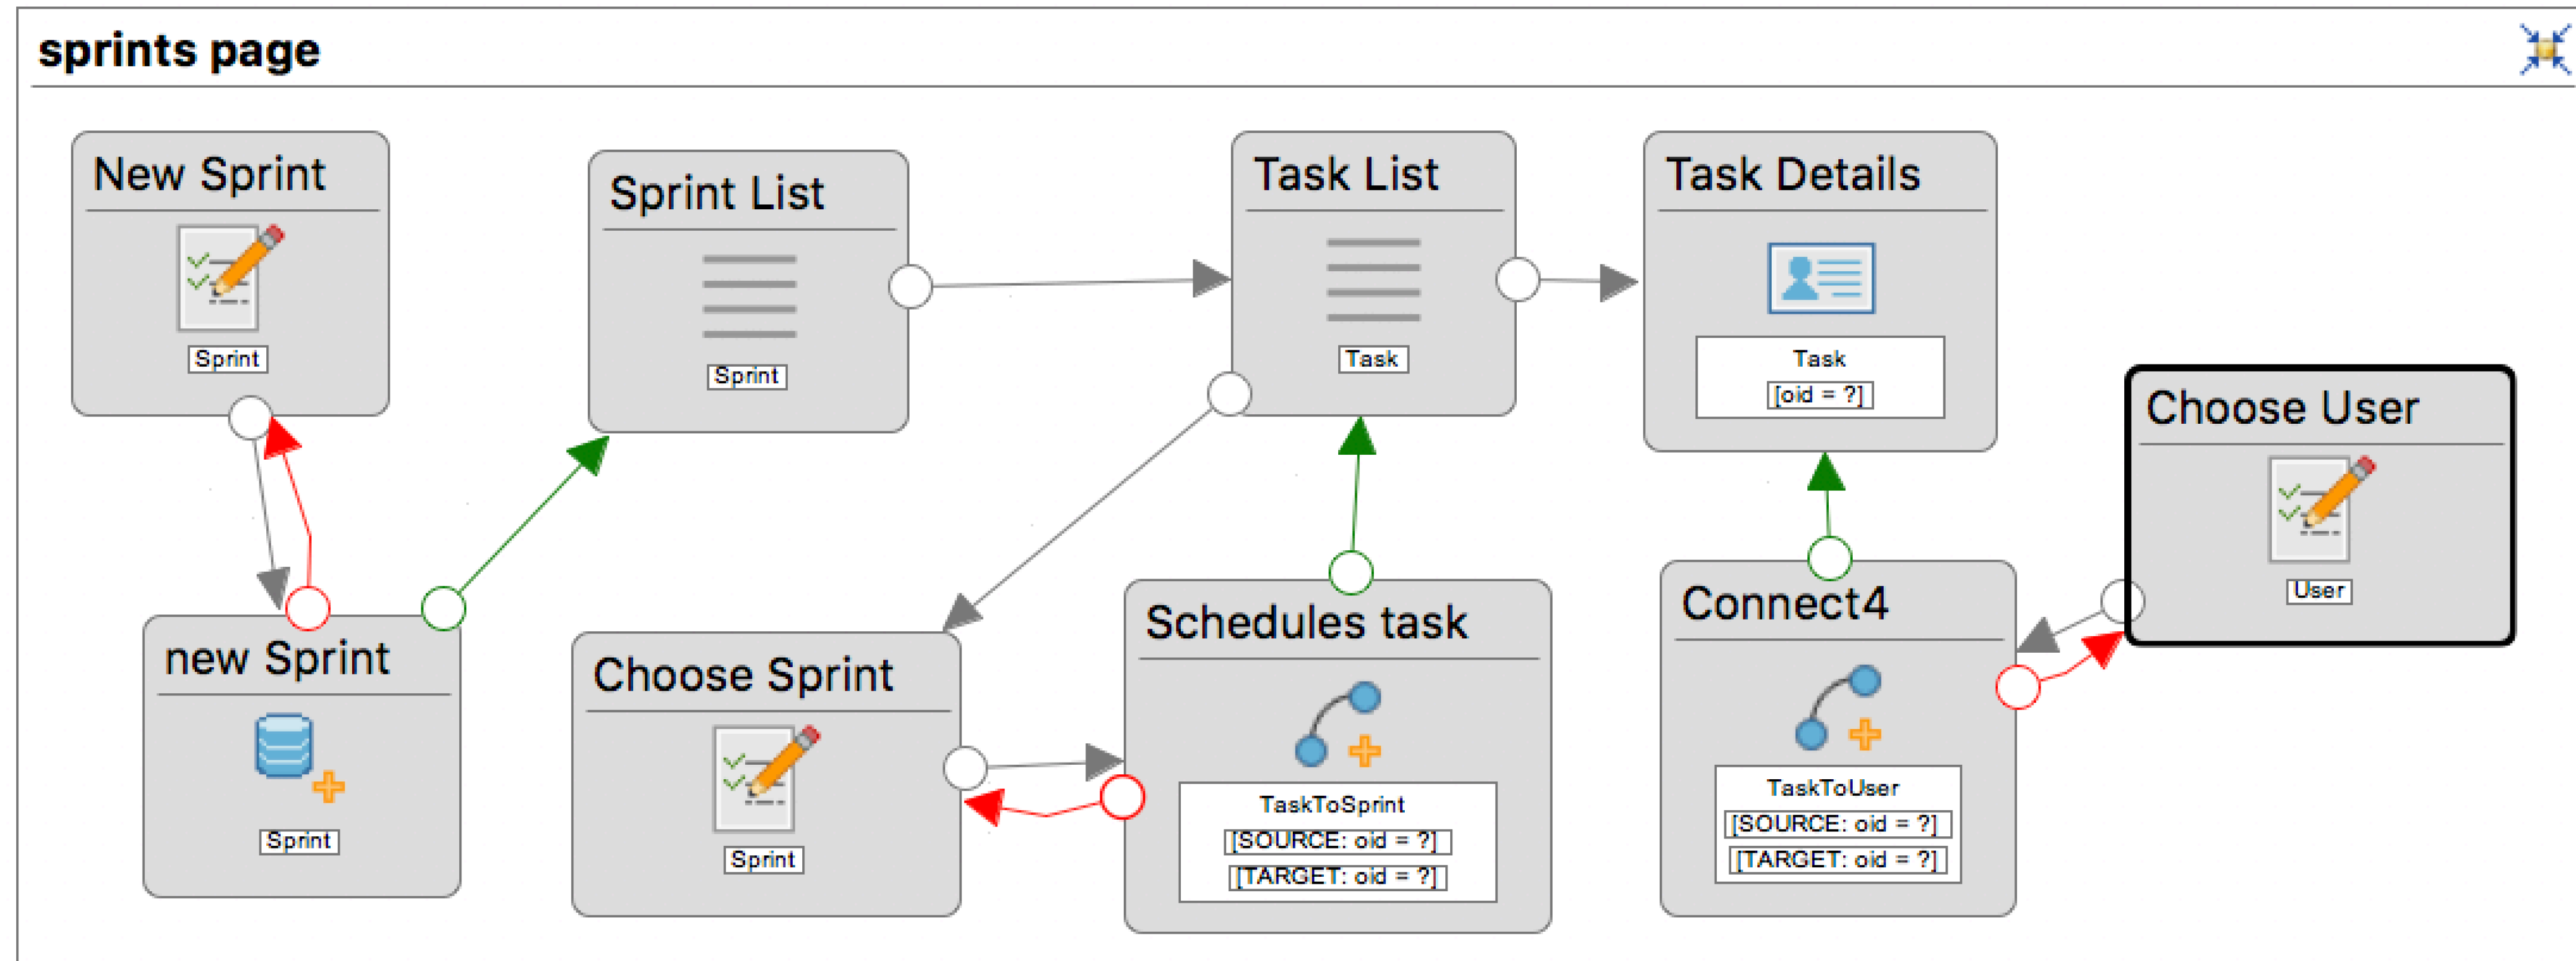 sprints page
New Sprint
Sprint
Sprint List
Sprint
Task List
Task
Task Details
Task
[oid = ?]
Choose User
User
new Sprint
Sprint
Choose Sprint
Sprint
Schedules task
TaskToSprint
[SOURCE: oid = ?]
[TARGET: oid = ?]
Connect4
TaskToUser
[SOURCE: oid = ?]
[TARGET: oid = ?]